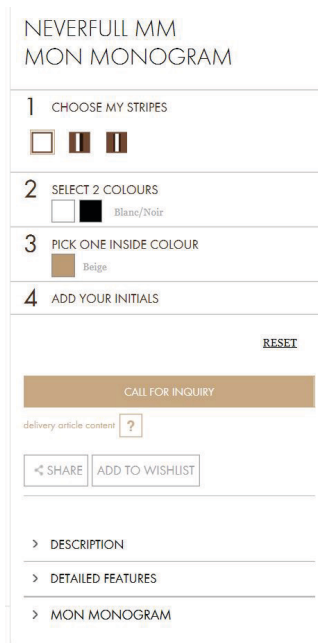 NEVERFULL MM
MON MONOGRAM
1 CHOOSE MY STRIPES
2 SELECT 2 COLOURS
Blanc/Noir
3 PICK ONE INSIDE COLOUR
Beige
4 ADD YOUR INITIALS
RESET
CALL FOR INQUIRY
delivery article content ?
SHARE ADD TO WISHLIST
> DESCRIPTION
> DETAILED FEATURES
> MON MONOGRAM